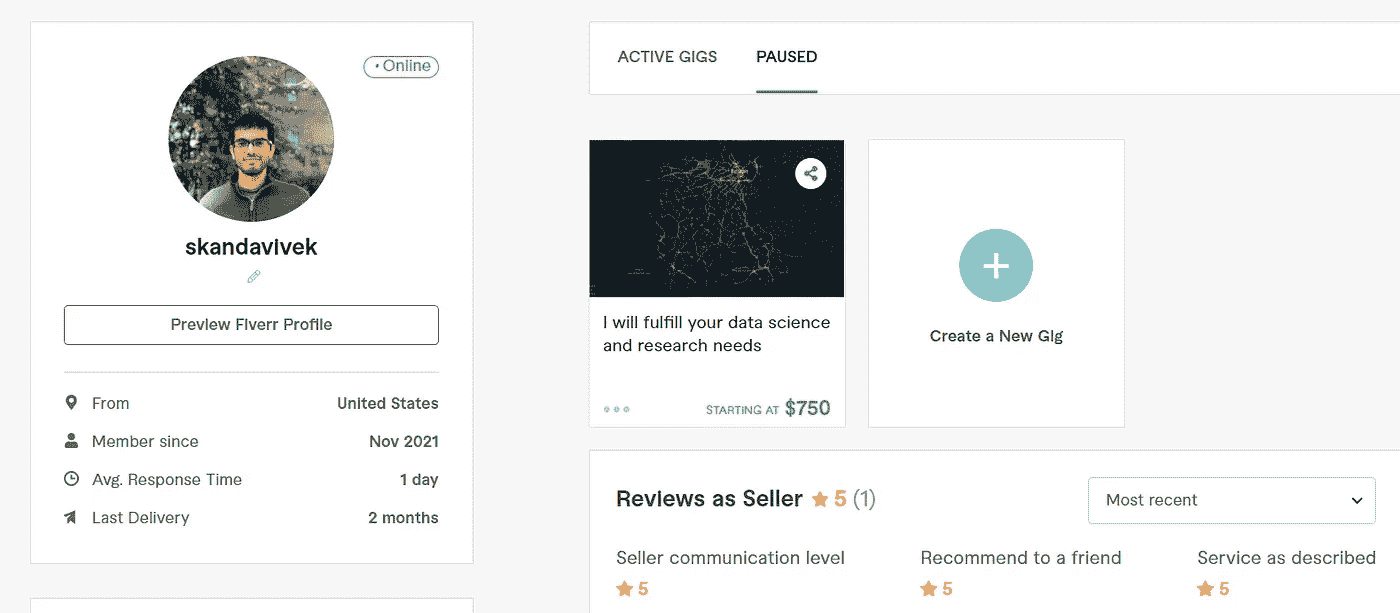 Online
skandavivek
Preview Fiverr Profile
From United States
Member since Nov 2021
Avg. Response Time 1 day
Last Delivery 2 months
ACTIVE GIGS PAUSED
I will fulfill your data science
and research needs
STARTING AT $750
Create a New Gig
Reviews as Seller 5 (1)
Most recent
Seller communication level Recommend to a friend Service as described
5 5 5